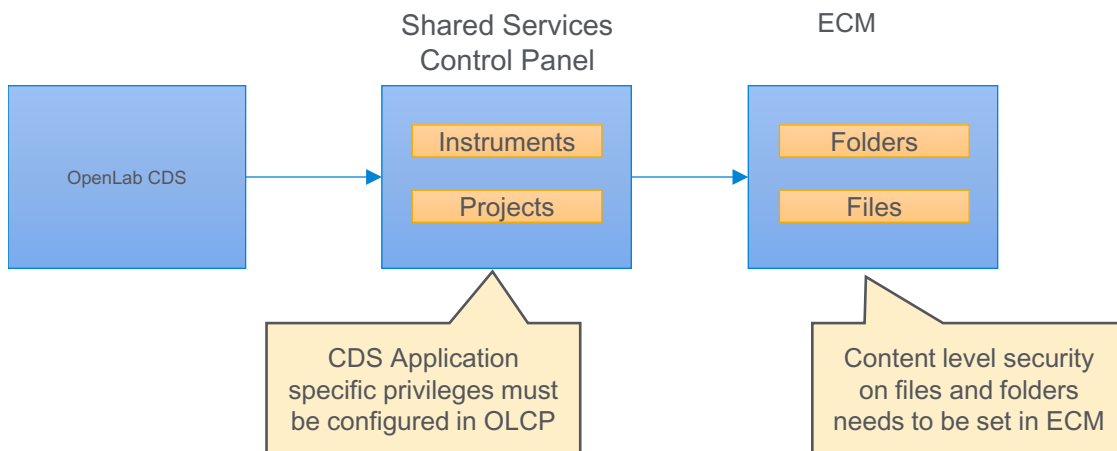 Shared Services
Control Panel
ECM
OpenLab CDS
Instruments
Projects
Folders
Files
CDS Application
specific privileges must
be configured in OLCP
Content level security
on files and folders
needs to be set in ECM